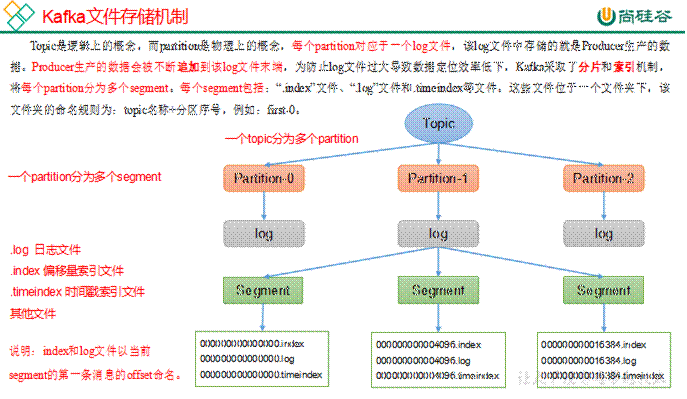 Kafka文件存储机制
尚硅谷
Topic是逻辑上的概念，而partition是物理上的概念，每个partition对应于一个log文件，该log文件中存储的就是Producer生产的数
据。Producer生产的数据会被不断追加到该log文件末端，为防止log文件过大导致数据定位效率低下，Kafka采取了分片和索引机制，
将每个partition分为多个segment。每个segment包括：“.index”文件、“.log”文件和.timeindex等文件。这些文件位于一个文件夹下，该
文件夹的命名规则为：topic名称+分区序号，例如：first-0。
一个topic分为多个partition
Topic
一个partition分为多个segment
Partition-0
Partition-1
Partition-2
log
log
log
.log 日志文件
.index 偏移量索引文件
.timeindex 时间戳索引文件
其他文件
Segment
Segment
Segment
说明：index和log文件以当前
segment的第一条消息的offset命名。